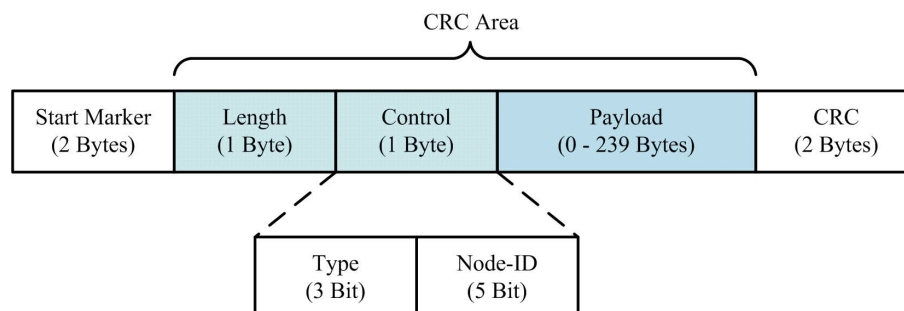 CRC Area
Start Marker
(2 Bytes)
Length
(1 Byte)
Control
(1 Byte)
Payload
(0 - 239 Bytes)
CRC
(2 Bytes)
Type
(3 Bit)
Node-ID
(5 Bit)